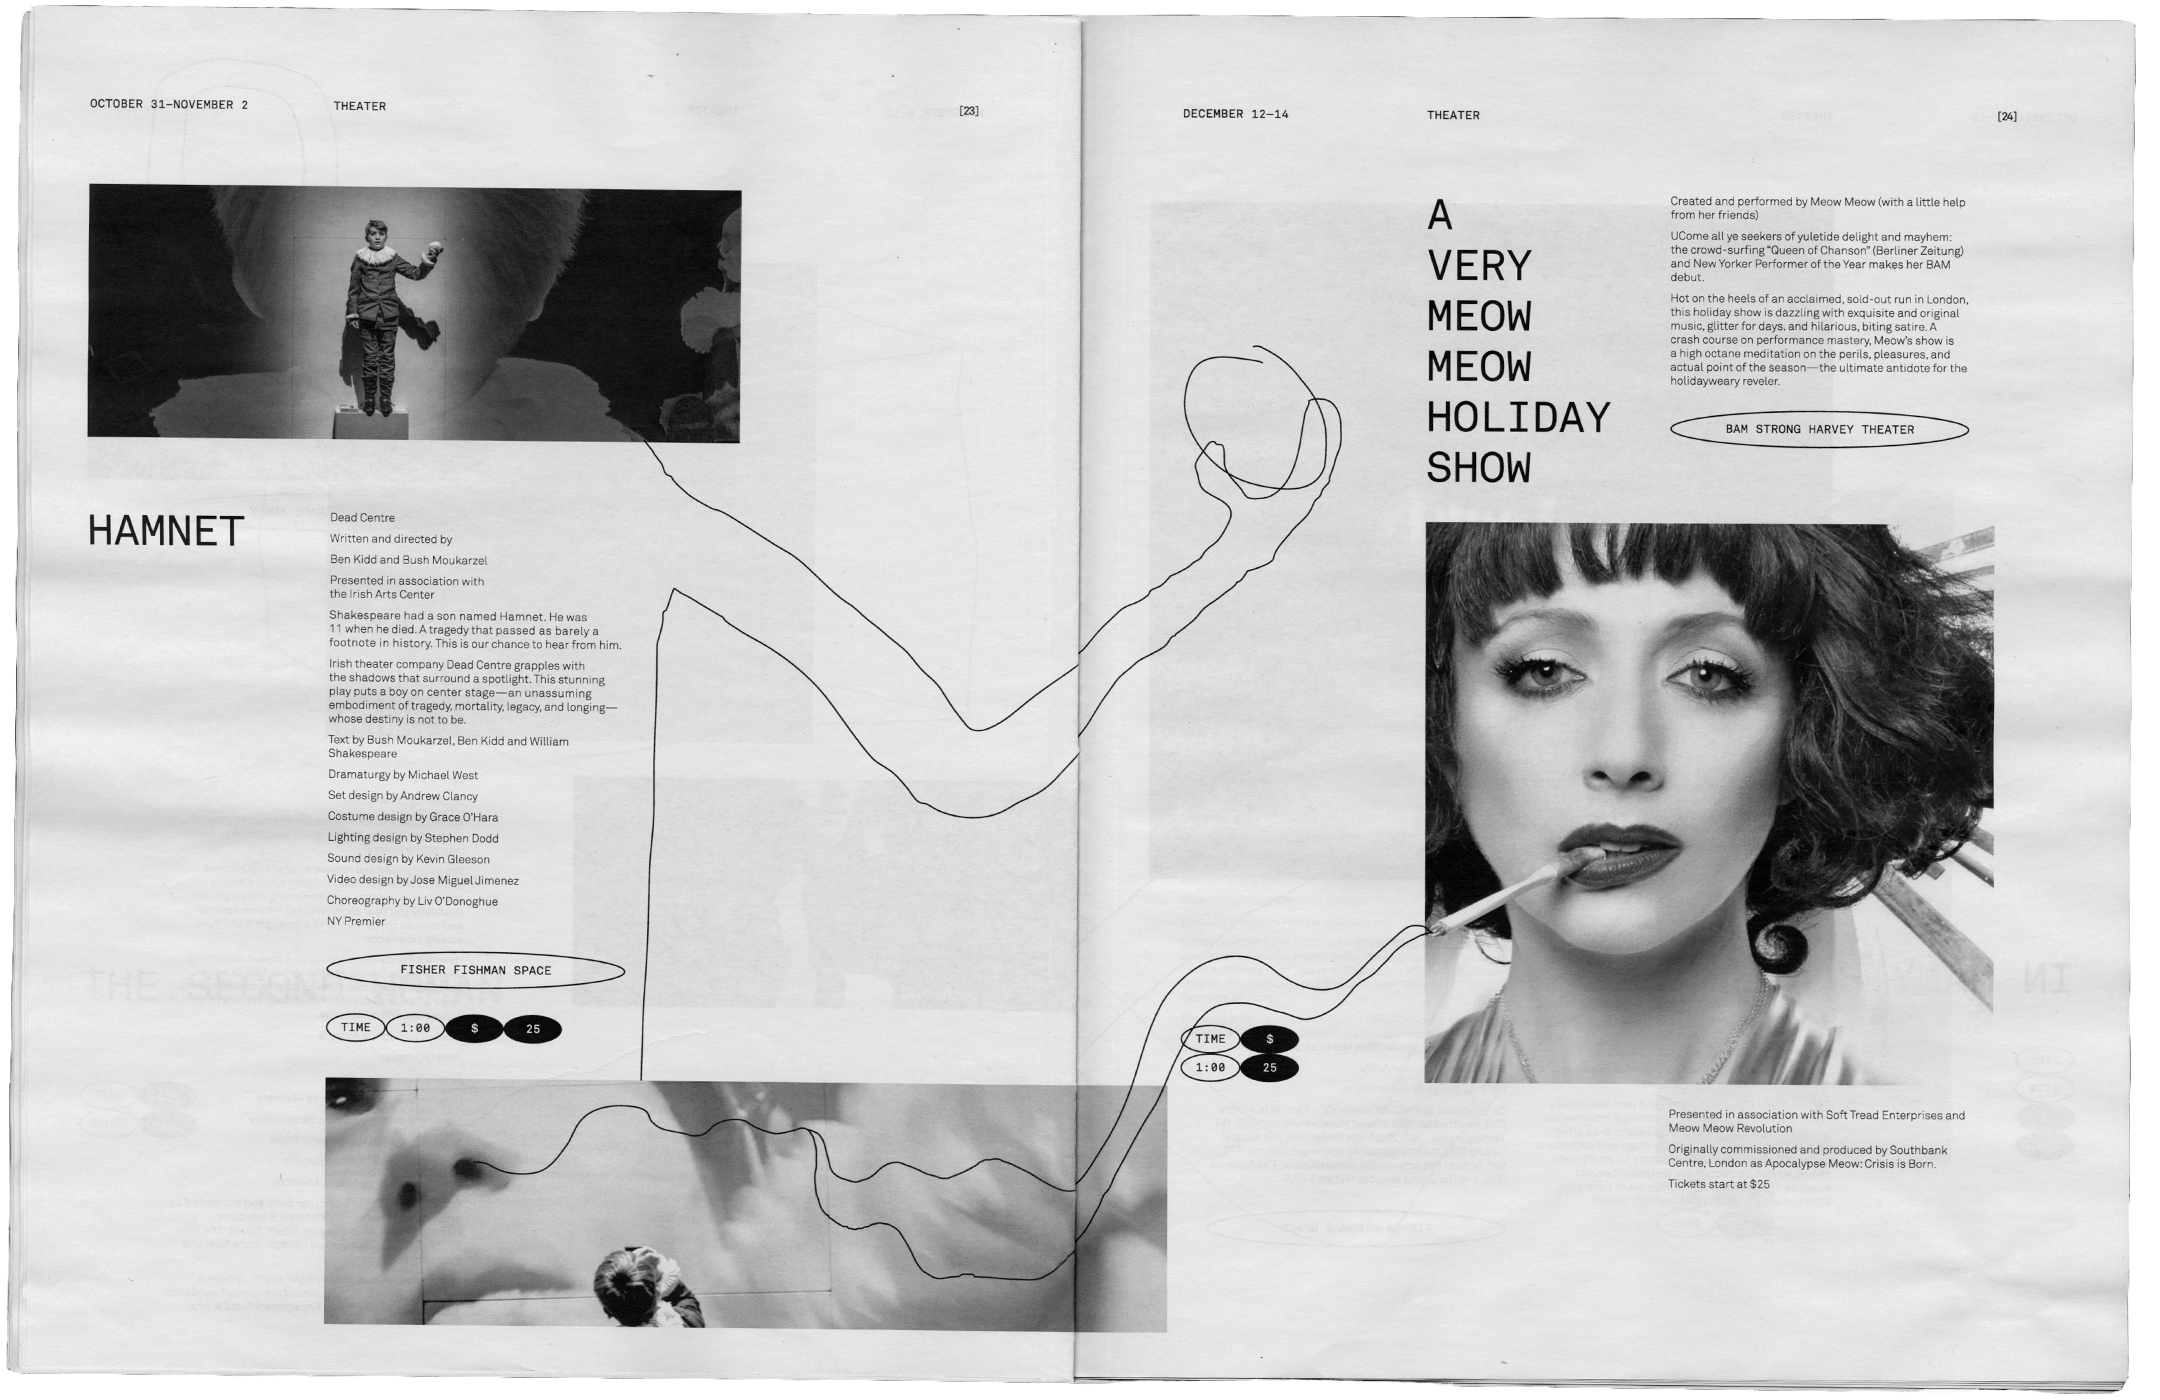 OCTOBER 31—NOVEMBER 2
THEATER
[23]
HAMNET
Dead Centre
Written and directed by
Ben Kidd and Bush Moukarzel
Presented in association with
the Irish Arts Center
Shakespeare had a son named Hamnet. He was
11 when he died. A tragedy that passed as barely a
footnote in history. This is our chance to hear from him.
Irish theater company Dead Centre grapples with
the shadows that surround a spotlight. This stunning
play puts a boy on center stage—an unassuming
embodiment of tragedy, mortality, legacy, and longing—
whose destiny is not to be.
Text by Bush Moukarzel, Ben Kidd and William
Shakespeare
Dramaturgy by Michael West
Set design by Andrew Clancy
Costume design by Grace O'Hara
Lighting design by Stephen Dodd
Sound design by Kevin Gleeson
Video design by Jose Miguel Jimenez
Choreography by Liv O'Donoghue
NY Premier
FISHER FISHMAN SPACE
TIME 1:00 $ 25
DECEMBER 12—14
THEATER
[24]
A
VERY
MEOW
MEOW
HOLIDAY
SHOW
Created and performed by Meow Meow (with a little help
from her friends)
UCome all ye seekers of yuletide delight and mayhem:
the crowd-surfing “Queen of Chanson” (Berliner Zeitung)
and New Yorker Performer of the Year makes her BAM
debut.
Hot on the heels of an acclaimed, sold-out run in London,
this holiday show is dazzling with exquisite and original
music, glitter for days, and hilarious, biting satire. A
crash course on performance mastery, Meow’s show is
a high octane meditation on the perils, pleasures, and
actual point of the season—the ultimate antidote for the
holidayweary reveler.
BAM STRONG HARVEY THEATER
TIME $
1:00 25
Presented in association with Soft Tread Enterprises and
Meow Meow Revolution
Originally commissioned and produced by Southbank
Centre, London as Apocalypse Meow: Crisis is Born.
Tickets start at $25